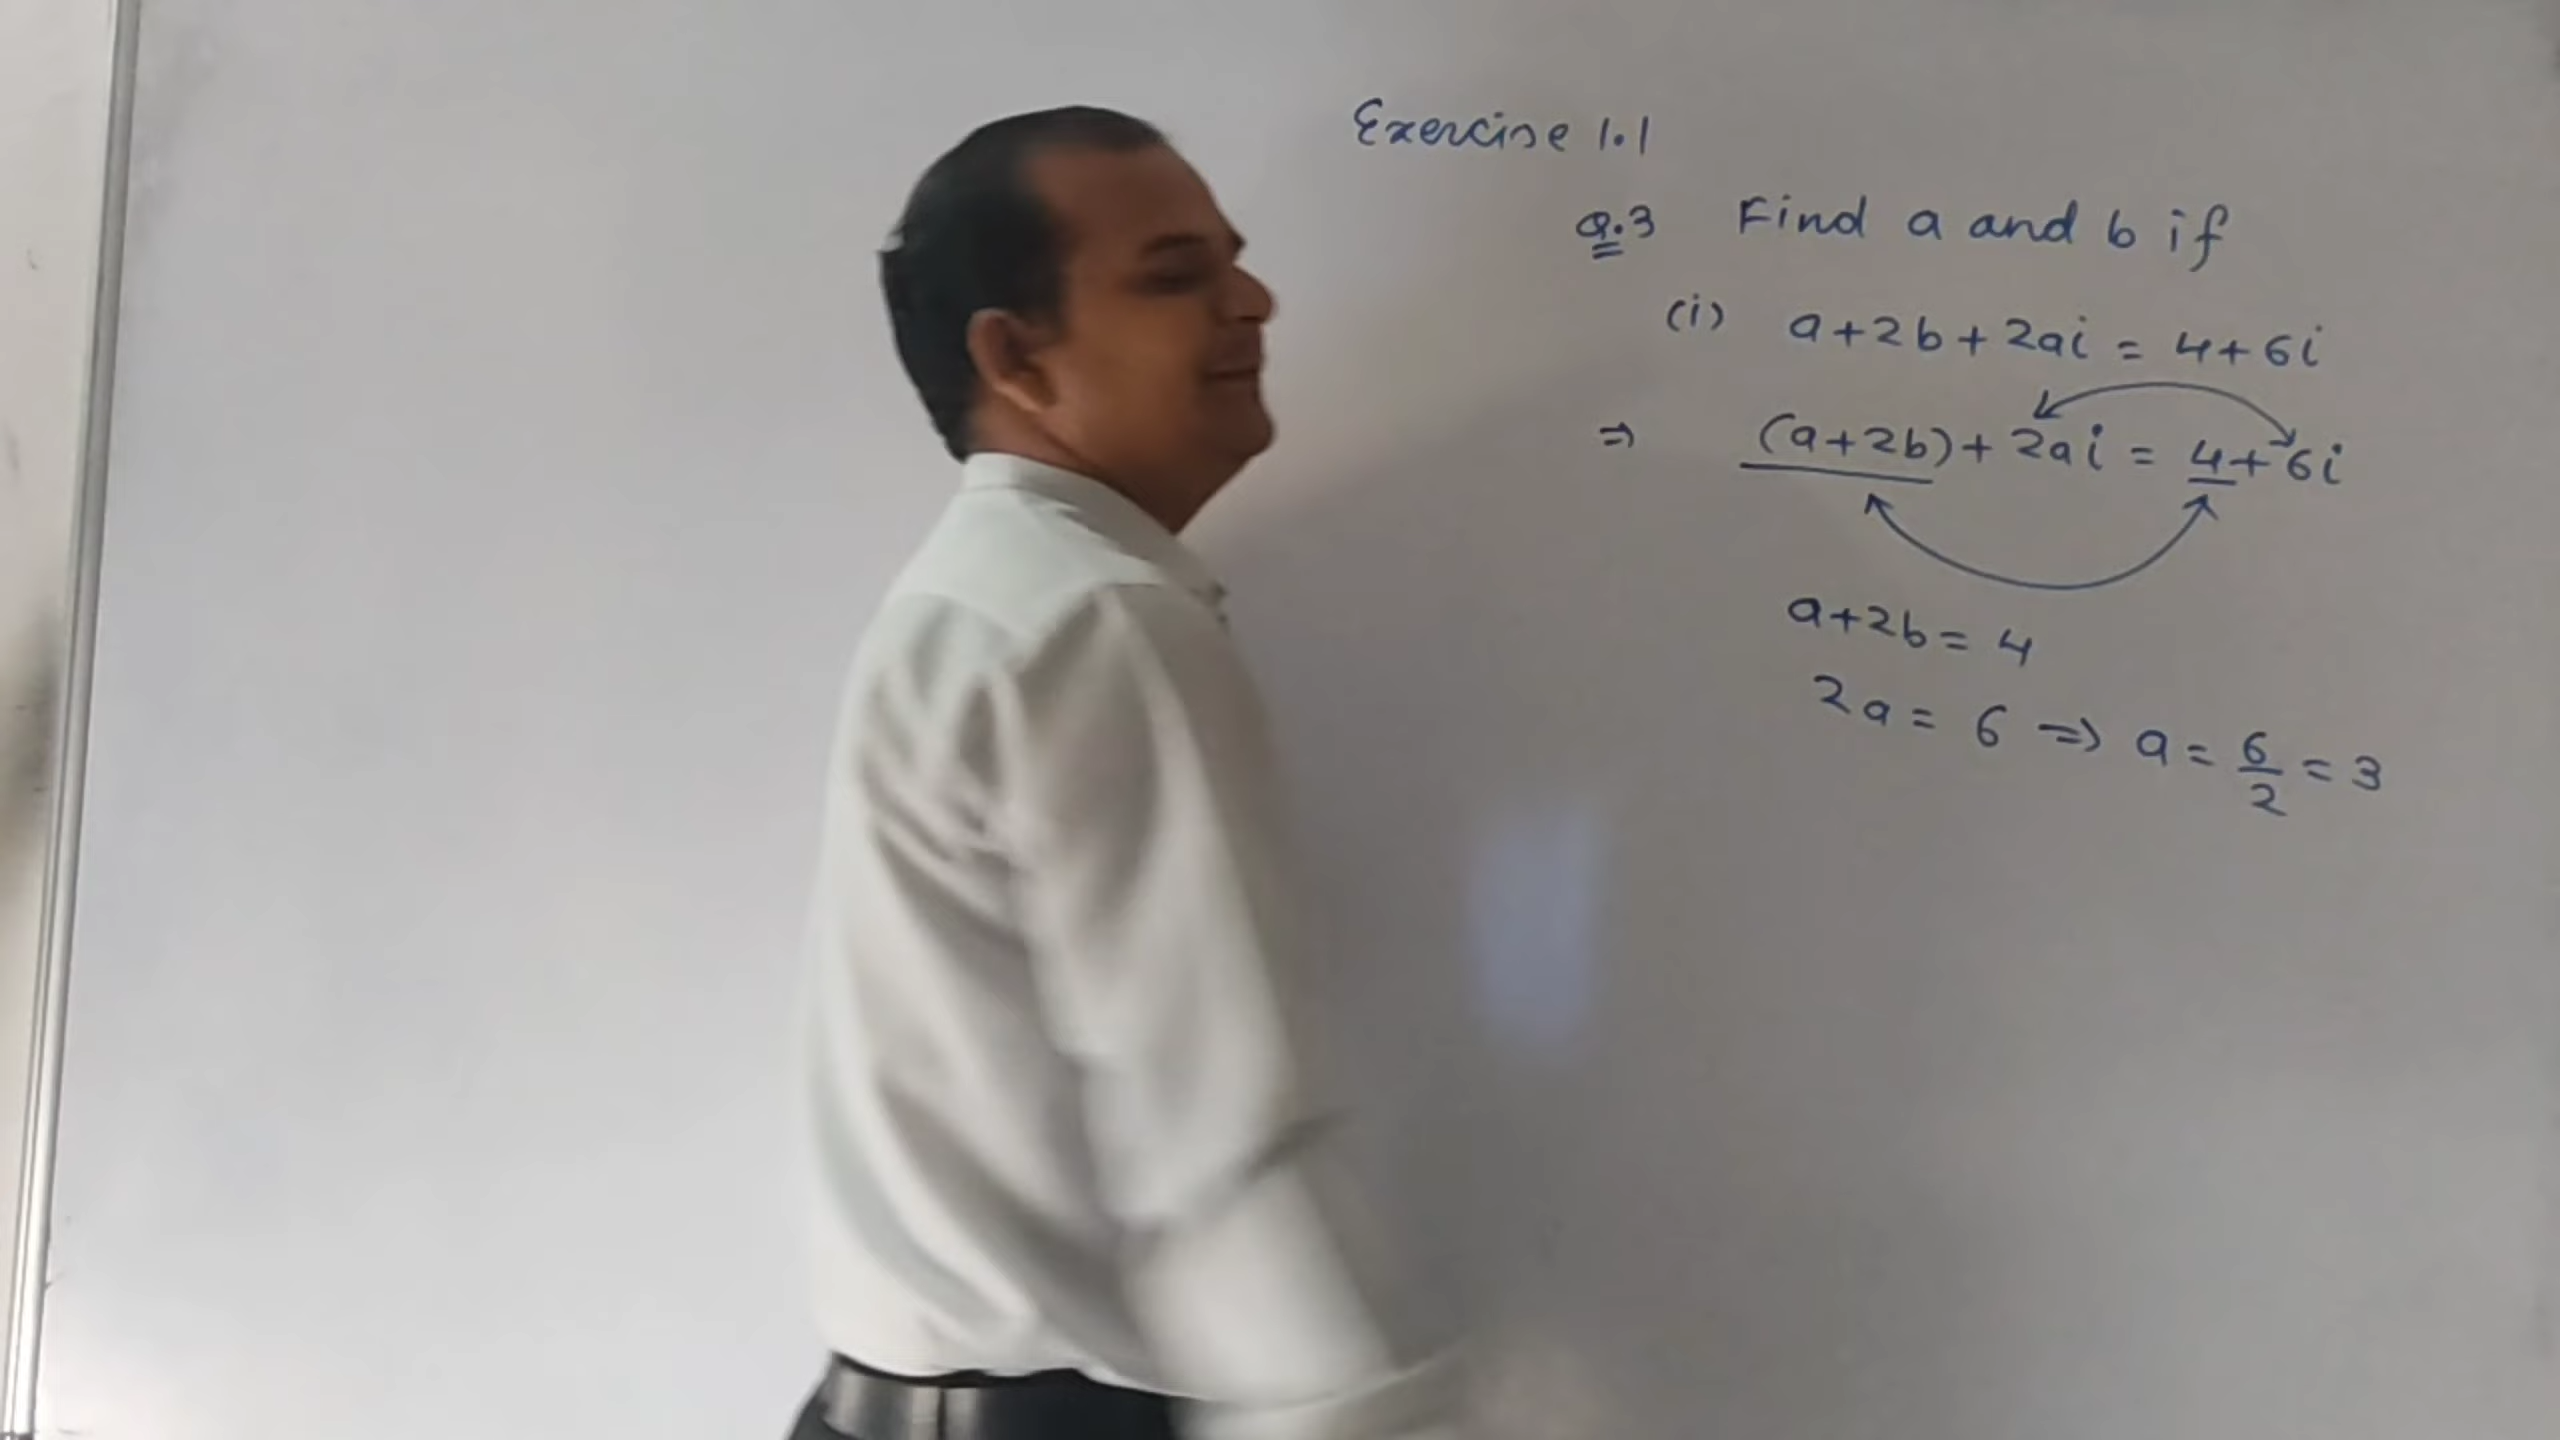 Exercise 1.1
Q.3 Find a and b if
(i) a+2b+2ai = 4+6i
⇒ (a+2b)+2ai = 4+6i
a+2b = 4
2a = 6 ⇒ a = 6/2 = 3